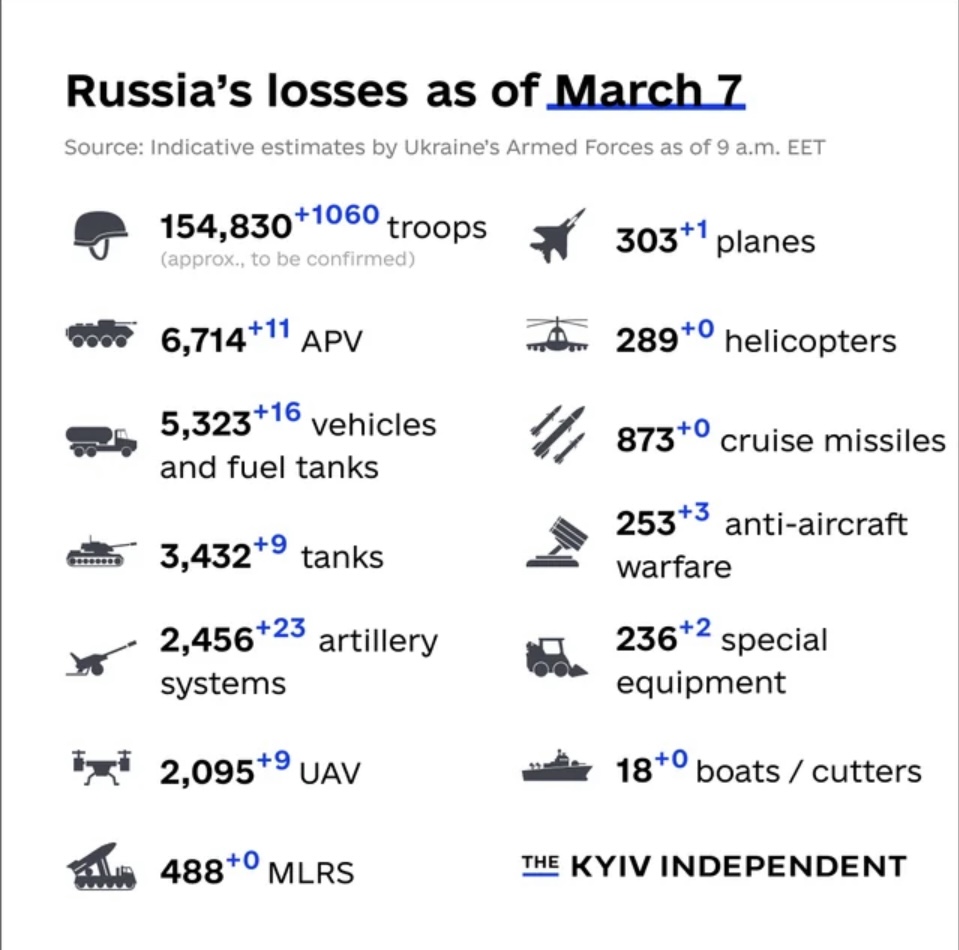 Russia's losses as of March 7
Source: Indicative estimates by Ukraine's Armed Forces as of 9 a.m. EET
154,830+1060 troops
(approx., to be confirmed)
6,714+11 APV
5,323+16 vehicles
and fuel tanks
3,432+9 tanks
2,456+23 artillery
systems
2,095+9 UAV
488+0 MLRS
303+1 planes
289+0 helicopters
873+0 cruise missiles
253+3 anti-aircraft
warfare
236+2 special
equipment
18+0 boats / cutters
THE KYIV INDEPENDENT